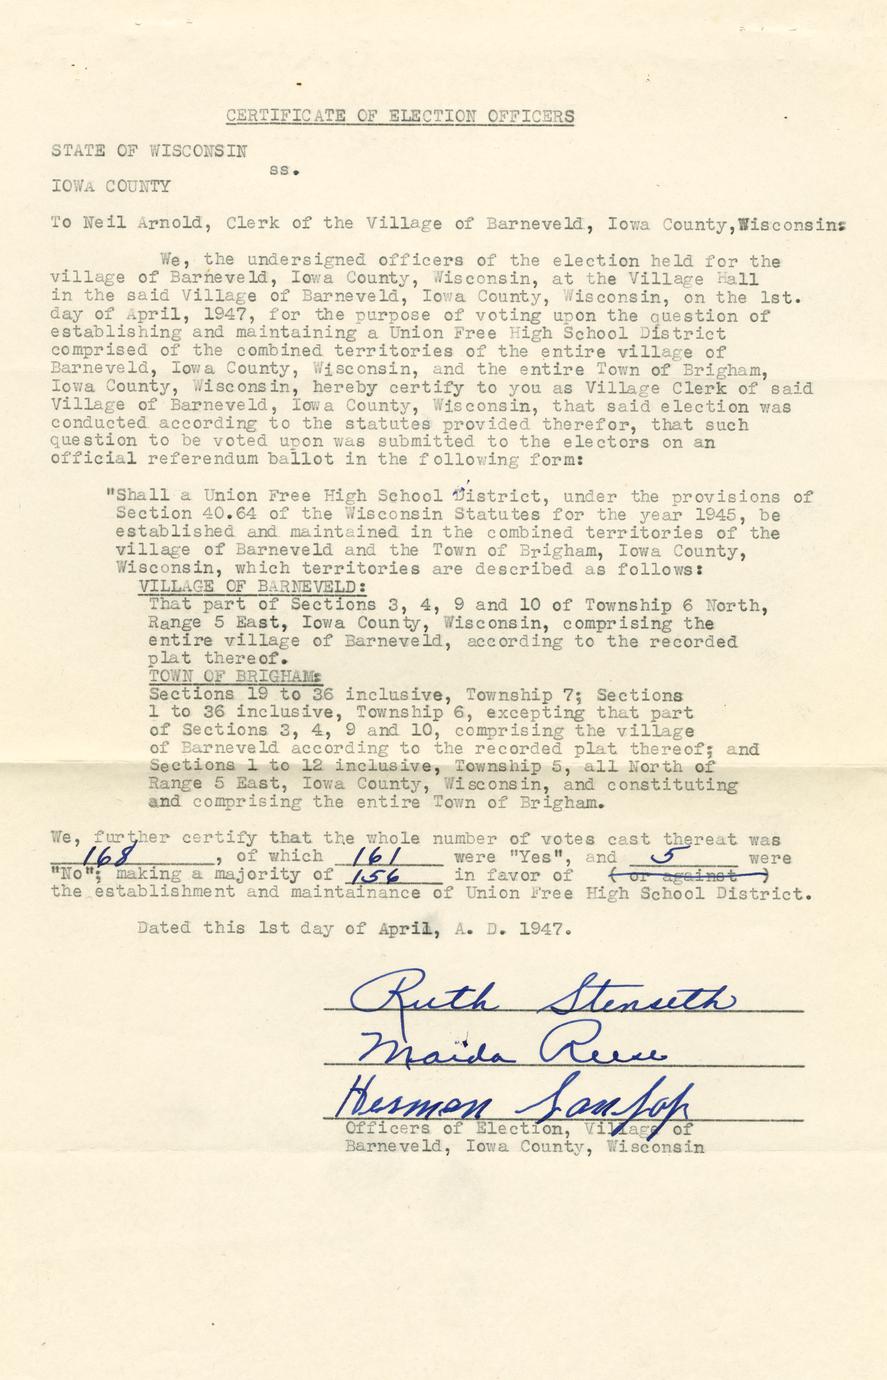 CERTIFICATE OF ELECTION OFFICERS
STATE OF WISCONSIN
ss.
IOWA COUNTY
To Neil Arnold, Clerk of the Village of Barneveld, Iowa County,Wisconsin:
We, the undersigned officers of the election held for the
village of Barneveld, Iowa County, Wisconsin, at the Village Hall
in the said Village of Barneveld, Iowa County, Wisconsin, on the 1st.
day of April, 1947, for the purpose of voting upon the question of
establishing and maintaining a Union Free High School District
comprised of the combined territories of the entire village of
Barneveld, Iowa County, Wisconsin, and the entire Town of Brigham,
Iowa County, Wisconsin, hereby certify to you as Village Clerk of said
Village of Barneveld, Iowa County, Wisconsin, that said election was
conducted according to the statutes provided therefor, that such
question to be voted upon was submitted to the electors on an
official referendum ballot in the following form:
"Shall a Union Free High School District, under the provisions of
Section 40.64 of the Wisconsin Statutes for the year 1945, be
established and maintained in the combined territories of the
village of Barneveld and the Town of Brigham, Iowa County,
Wisconsin, which territories are described as follows:
VILLAGE OF BARNEVELD:
That part of Sections 3, 4, 9 and 10 of Township 6 North,
Range 5 East, Iowa County, Wisconsin, comprising the
entire village of Barneveld, according to the recorded
plat thereof.
TOWN OF BRIGHAM:
Sections 19 to 36 inclusive, Township 7; Sections
1 to 36 inclusive, Township 6, excepting that part
of Sections 3, 4, 9 and 10, comprising the village
of Barneveld according to the recorded plat thereof; and
Sections 1 to 12 inclusive, Township 5, all North of
Range 5 East, Iowa County, Wisconsin, and constituting
and comprising the entire Town of Brigham.
We, further certify that the whole number of votes cast thereat was
168, of which 161 were "Yes", and 5 were
"No"; making a majority of 156 in favor of ( or against )
the establishment and maintainance of Union Free High School District.
Dated this 1st day of April, A. D. 1947.
Ruth Stenseth
Maida Reese
Herman
Officers of Election, Village of
Barneveld, Iowa County, Wisconsin